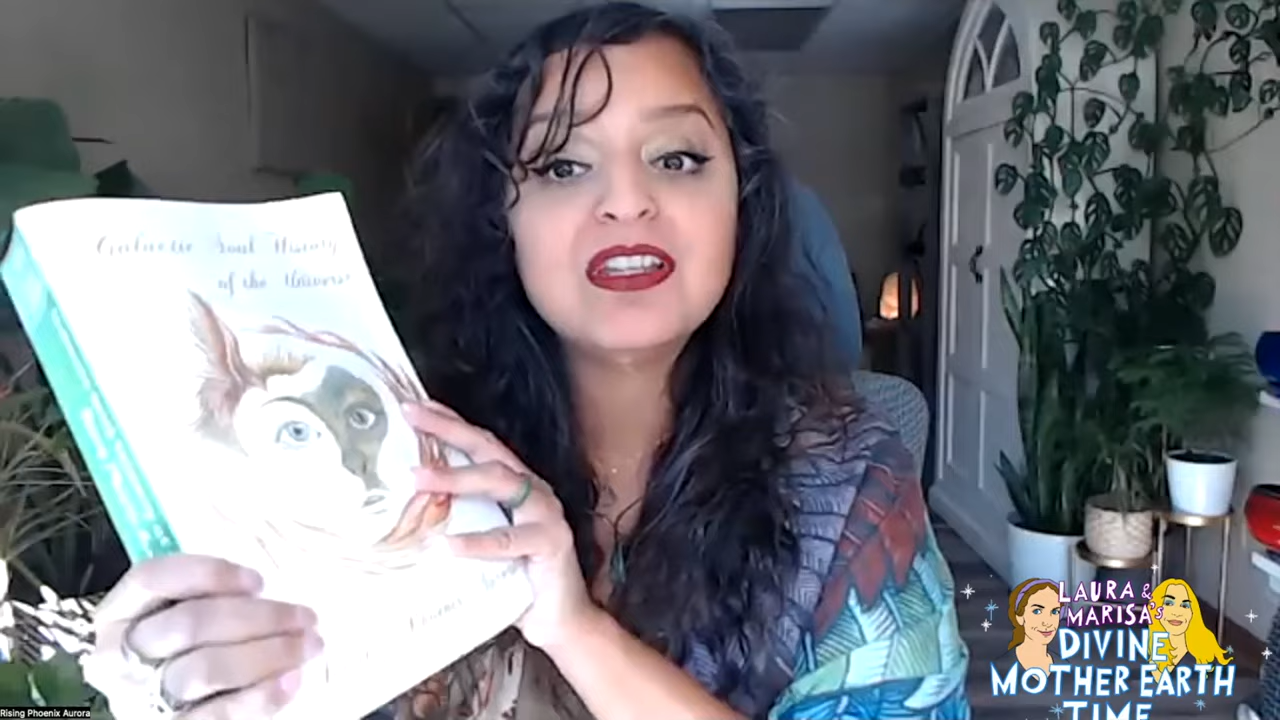 Galactic Soul History
of the Universe
Rising Phoenix Aurora
LAURA &
MARISA'S
DIVINE
MOTHER EARTH
TIME